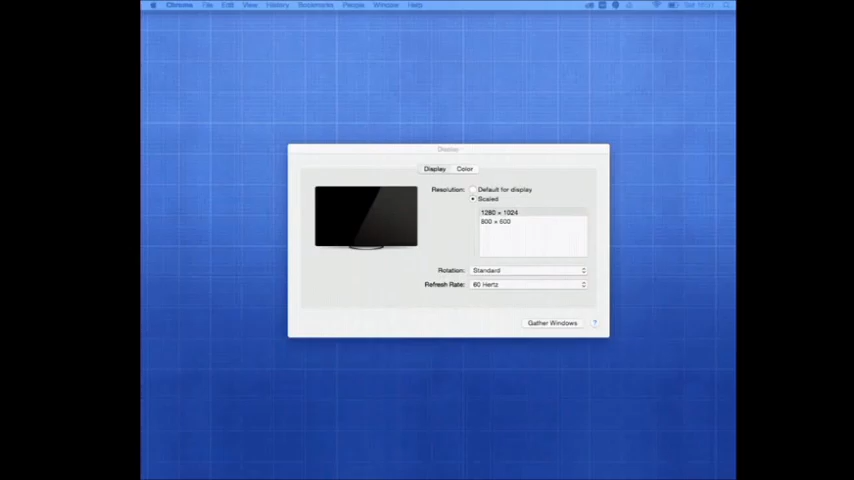 Chrome File Edit View History Bookmarks People Window Help
Display
Display Color
Resolution: Default for display
Scaled
1280 × 1024
800 × 600
Rotation: Standard
Refresh Rate: 60 Hertz
Gather Windows ?